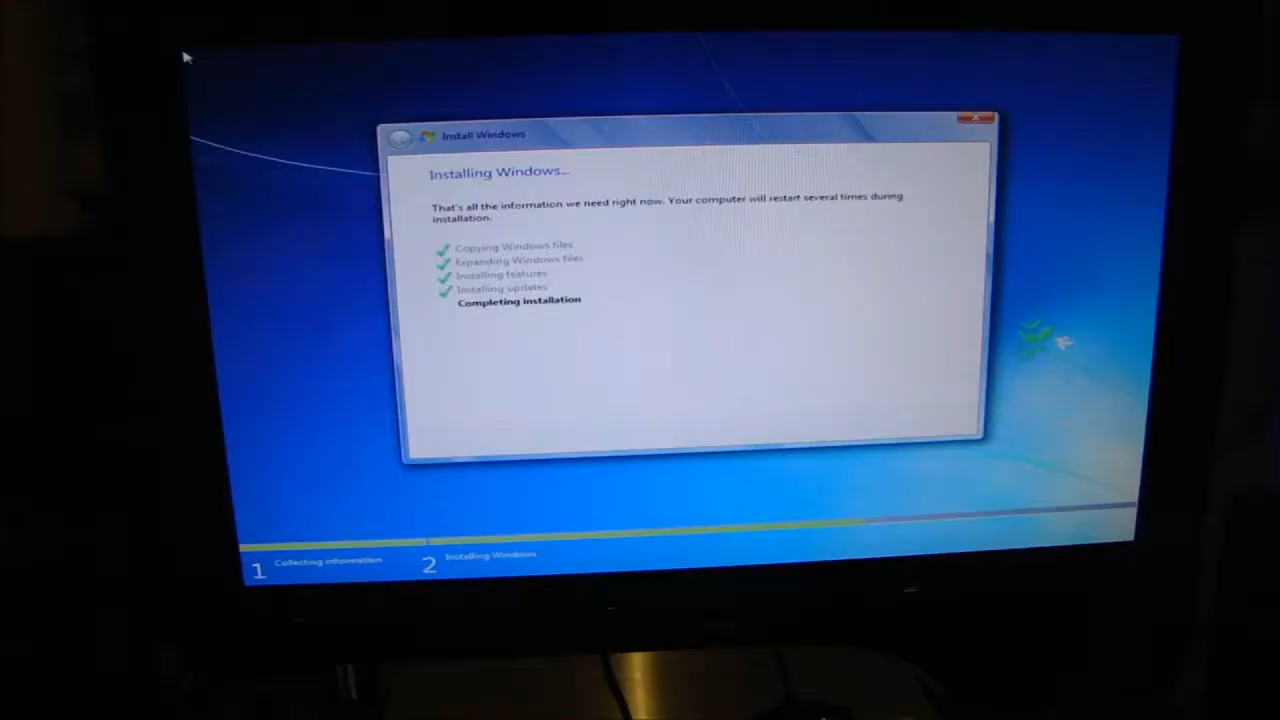 Install Windows
Installing Windows...
That's all the information we need right now. Your computer will restart several times during
installation.
Copying Windows files
Expanding Windows files
Installing features
Installing updates
Completing installation
1 Collecting information
2 Installing Windows